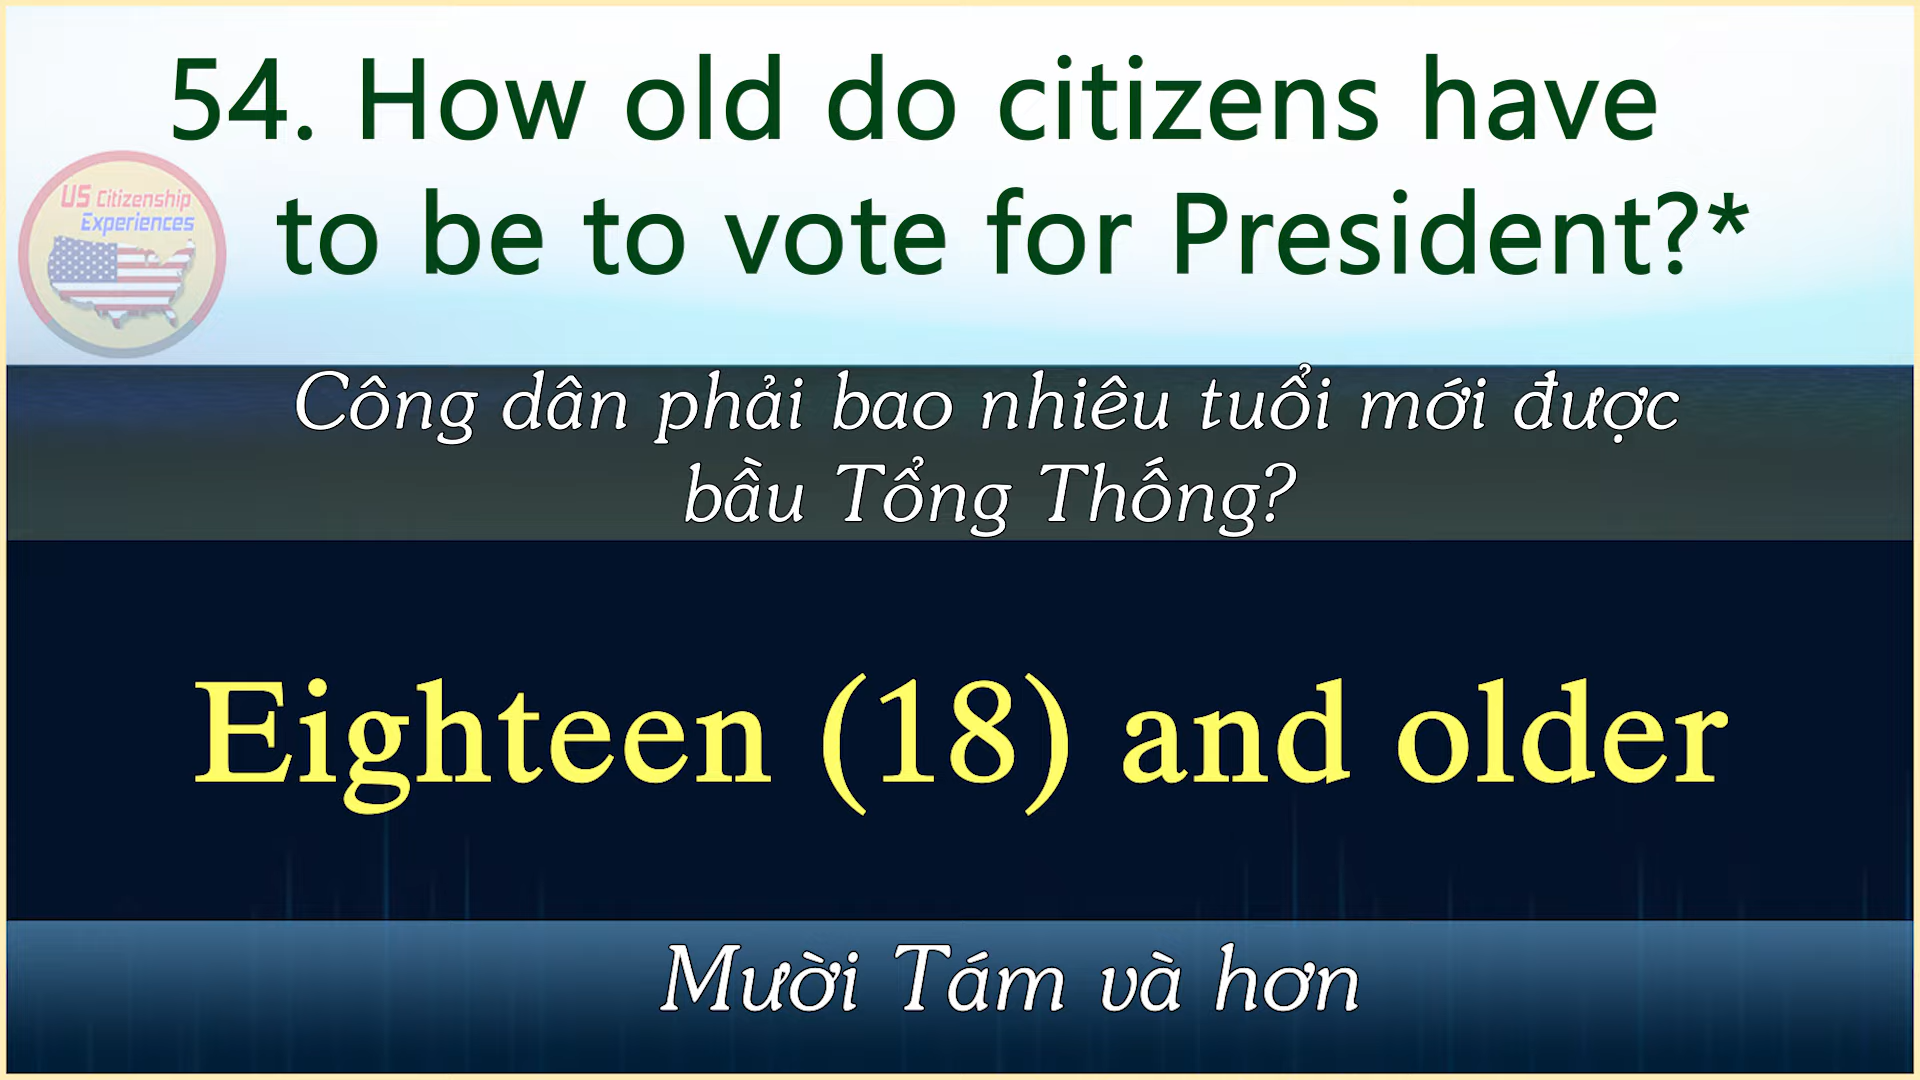 54. How old do citizens have
to be to vote for President?*
US Citizenship
Experiences
Công dân phải bao nhiêu tuổi mới được
bầu Tổng Thống?
Eighteen (18) and older
Mười Tám và hơn